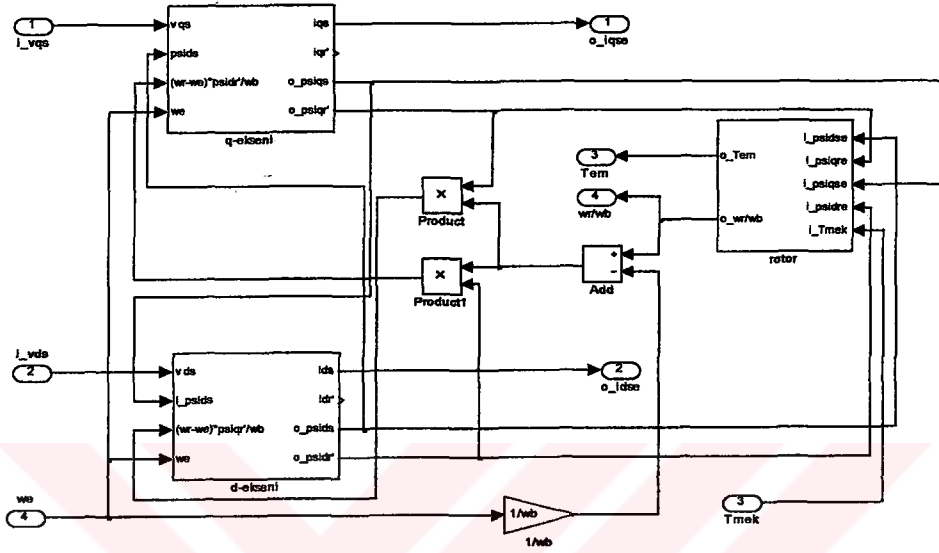 1
i_vqs
vqs
psids
(wr-we)*psidr'/wb
we
iqs
iqr'
o_psiqs
o_psiqr'
q-ekseni
1
o_iqse
3
Tem
4
wr/wb
o_Tem
o_wr/wb
i_psidse
i_psiqre
i_psiqse
i_psidre
i_Tmek
rotor
×
Product
×
Product1
+
−
Add
i_vds
2
vds
i_psids
(wr-we)*psiqr'/wb
we
ids
idr'
o_psids
o_psidr'
d-ekseni
2
o_idse
we
4
1/wb
1/wb
3
Tmek